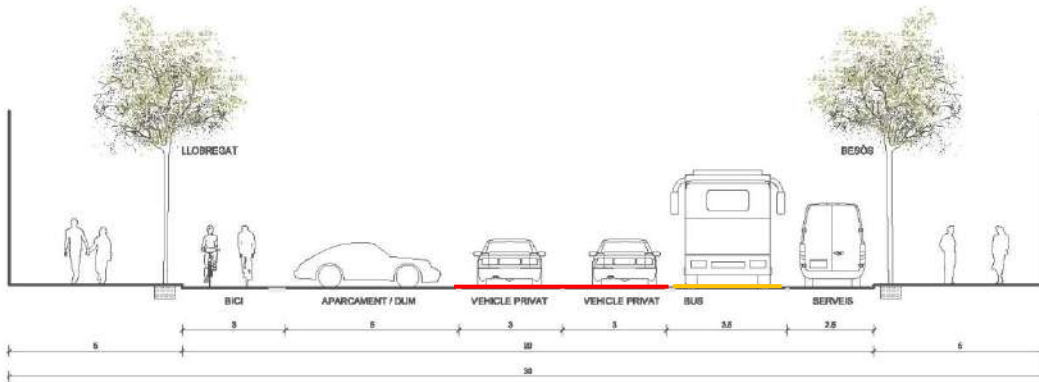 LLOBREGAT
BESÒS
BICI
APARCAMENT / DUM
VEHICLE PRIVAT
VEHICLE PRIVAT
BUS
SERVEIS
3
5
3
3
3.5
2.5
5
20
5
30